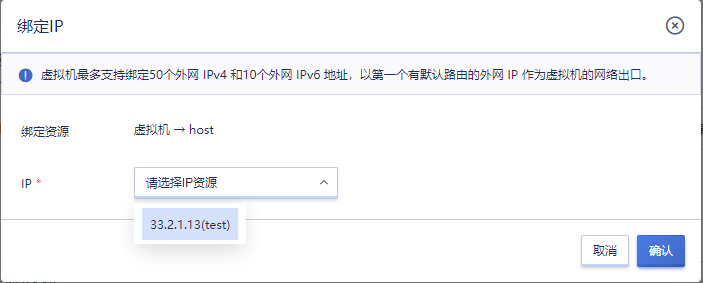 绑定IP
虚拟机最多支持绑定50个外网 IPv4 和10个外网 IPv6 地址，以第一个有默认路由的外网 IP 作为虚拟机的网络出口。
绑定资源 虚拟机 → host
IP * 请选择IP资源
33.2.1.13(test)
取消 确认